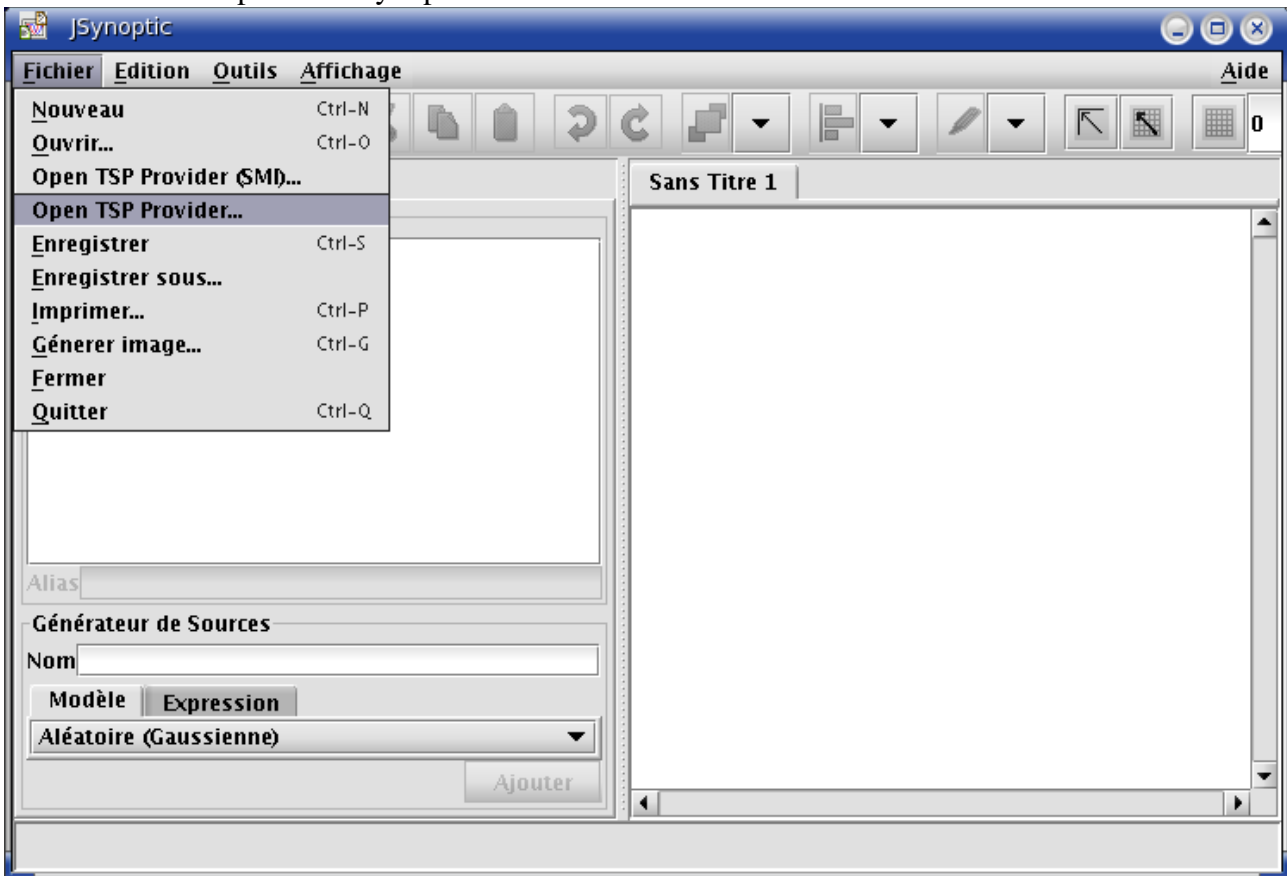 JSynoptic
Fichier Edition Outils Affichage Aide
Nouveau Ctrl-N
Ouvrir... Ctrl-O
Open TSP Provider (SMI)...
Open TSP Provider...
Enregistrer Ctrl-S
Enregistrer sous...
Imprimer... Ctrl-P
Génerer image... Ctrl-G
Fermer
Quitter Ctrl-Q
0
Sans Titre 1
Alias
Générateur de Sources
Nom
Modèle Expression
Aléatoire (Gaussienne)
Ajouter